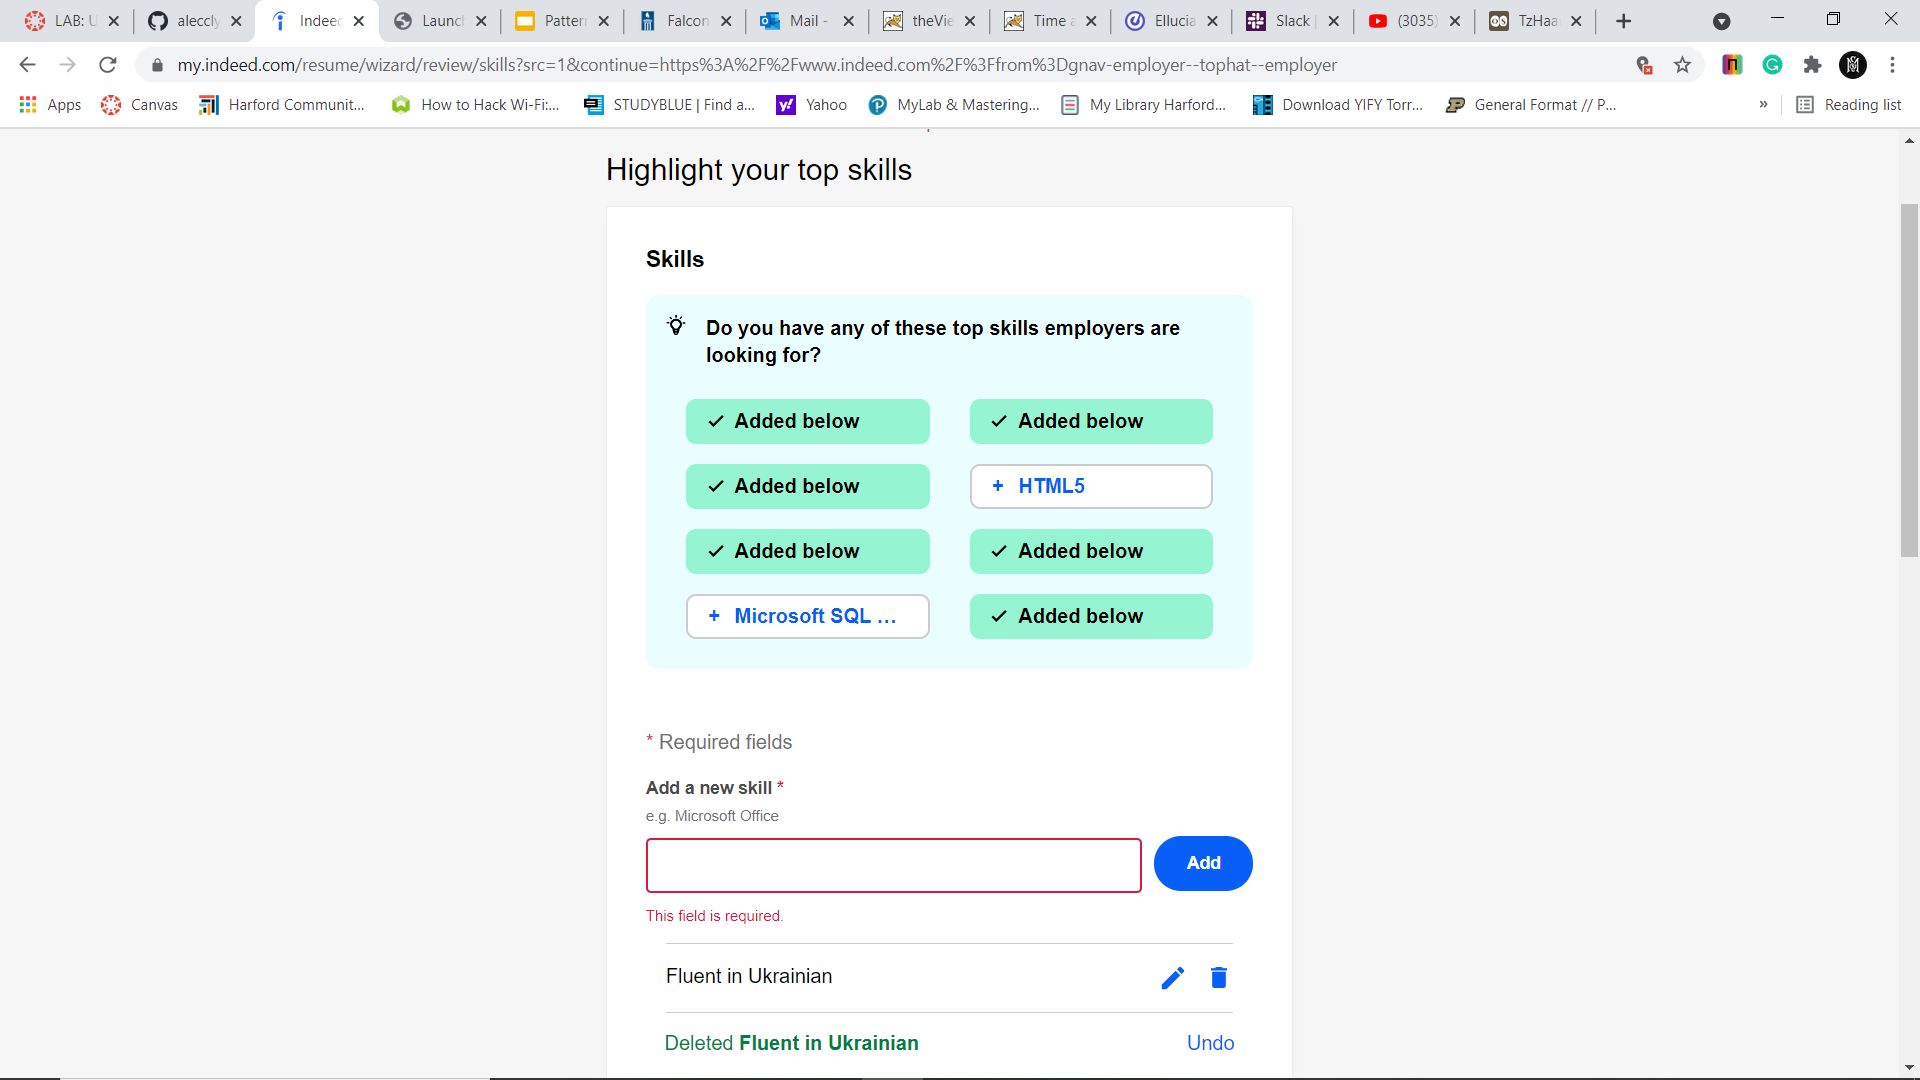 LAB: U
aleccly
Indeed
Launch
Pattern
Falcon
Mail -
theVie
Time a
Ellucia
Slack |
(3035)
TzHaa
my.indeed.com/resume/wizard/review/skills?src=1&continue=https%3A%2F%2Fwww.indeed.com%2F%3Ffrom%3Dgnav-employer--tophat--employer
Apps
Canvas
Harford Communit...
How to Hack Wi-Fi:...
STUDYBLUE | Find a...
Yahoo
MyLab & Mastering...
My Library Harford...
Download YIFY Torr...
General Format // P...
»
Reading list
Highlight your top skills
Skills
Do you have any of these top skills employers are
looking for?
✓ Added below
✓ Added below
✓ Added below
+ HTML5
✓ Added below
✓ Added below
+ Microsoft SQL ...
✓ Added below
* Required fields
Add a new skill *
e.g. Microsoft Office
Add
This field is required.
Fluent in Ukrainian
Deleted Fluent in Ukrainian
Undo